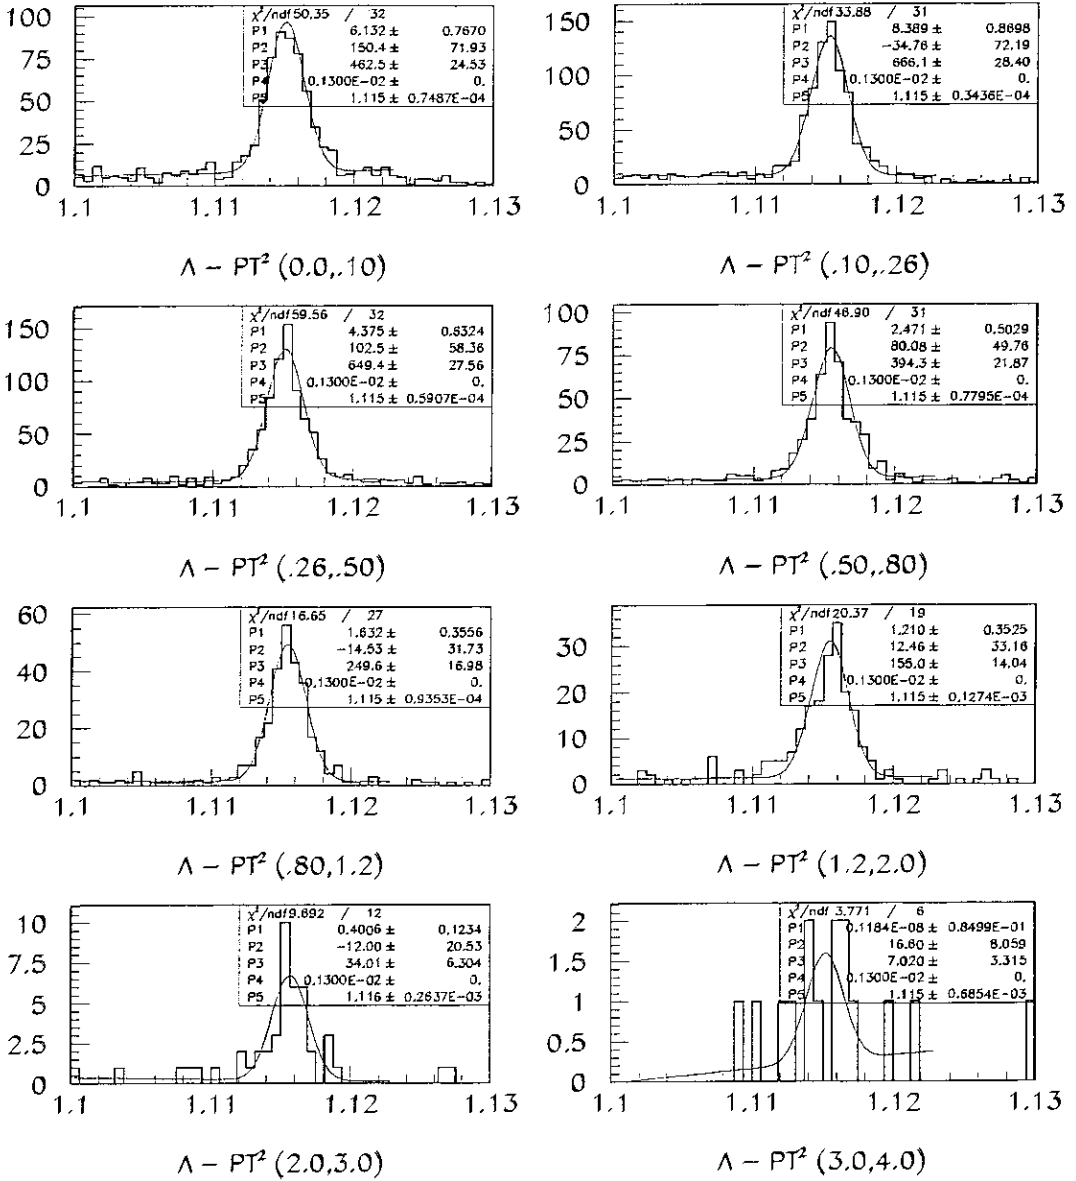 χ²/ndf 50.35 / 32
P1 6.132 ± 0.7670
P2 150.4 ± 71.93
P3 462.5 ± 24.53
P4 0.1300E-02 ± 0.
P5 1.115 ± 0.7487E-04
100
75
50
25
0
1.1 1.11 1.12 1.13
Λ - PT² (0.0,.10)
χ²/ndf 33.88 / 31
P1 8.389 ± 0.8698
P2 -34.76 ± 72.19
P3 666.1 ± 28.40
P4 0.1300E-02 ± 0.
P5 1.115 ± 0.3436E-04
150
100
50
0
1.1 1.11 1.12 1.13
Λ - PT² (.10,.26)
χ²/ndf 59.56 / 32
P1 4.375 ± 0.6324
P2 102.5 ± 58.36
P3 649.4 ± 27.56
P4 0.1300E-02 ± 0.
P5 1.115 ± 0.5907E-04
150
100
50
0
1.1 1.11 1.12 1.13
Λ - PT² (.26,.50)
χ²/ndf 46.90 / 31
P1 2.471 ± 0.5029
P2 80.08 ± 49.76
P3 394.3 ± 21.87
P4 0.1300E-02 ± 0.
P5 1.115 ± 0.7795E-04
100
75
50
25
0
1.1 1.11 1.12 1.13
Λ - PT² (.50,.80)
χ²/ndf 16.65 / 27
P1 1.632 ± 0.3556
P2 -14.53 ± 31.73
P3 249.6 ± 16.98
P4 0.1300E-02 ± 0.
P5 1.115 ± 0.9353E-04
60
40
20
0
1.1 1.11 1.12 1.13
Λ - PT² (.80,1.2)
χ²/ndf 20.37 / 19
P1 1.210 ± 0.3525
P2 12.46 ± 33.16
P3 155.0 ± 14.04
P4 0.1300E-02 ± 0.
P5 1.115 ± 0.1274E-03
30
20
10
0
1.1 1.11 1.12 1.13
Λ - PT² (1.2,2.0)
χ²/ndf 9.692 / 12
P1 0.4006 ± 0.1234
P2 -12.00 ± 20.53
P3 34.01 ± 6.304
P4 0.1300E-02 ± 0.
P5 1.116 ± 0.2637E-03
10
7.5
5
2.5
0
1.1 1.11 1.12 1.13
Λ - PT² (2.0,3.0)
χ²/ndf 3.771 / 6
P1 0.1184E-08 ± 0.8499E-01
P2 16.60 ± 8.059
P3 7.020 ± 3.315
P4 0.1300E-02 ± 0.
P5 1.115 ± 0.6854E-03
2
1.5
1
0.5
0
1.1 1.11 1.12 1.13
Λ - PT² (3.0,4.0)